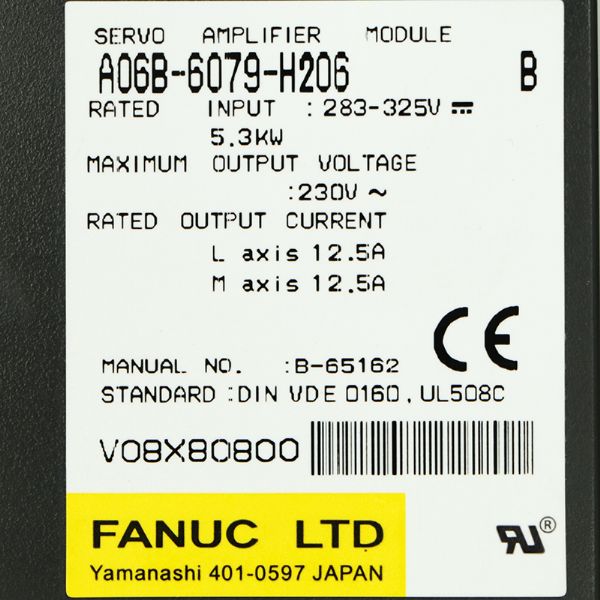 SERVO AMPLIFIER MODULE
A06B-6079-H206 B
RATED INPUT : 283-325V ⎓
5.3KW
MAXIMUM OUTPUT VOLTAGE
:230V ~
RATED OUTPUT CURRENT
L axis 12.5A
M axis 12.5A
CE
MANUAL NO. :B-65162
STANDARD :DIN VDE 0160, UL508C
V08X80800
FANUC LTD
Yamanashi 401-0597 JAPAN
RU®